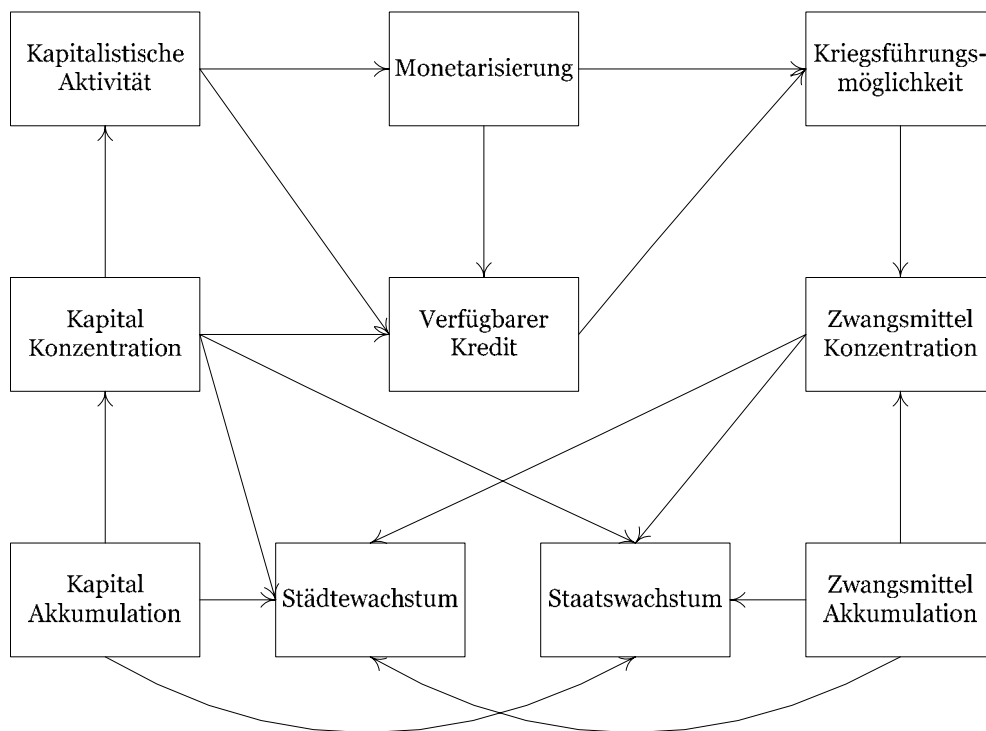 Kapitalistische
Aktivität
Monetarisierung
Kriegsführungs-
möglichkeit
Kapital
Konzentration
Verfügbarer
Kredit
Zwangsmittel
Konzentration
Kapital
Akkumulation
Städtewachstum
Staatswachstum
Zwangsmittel
Akkumulation